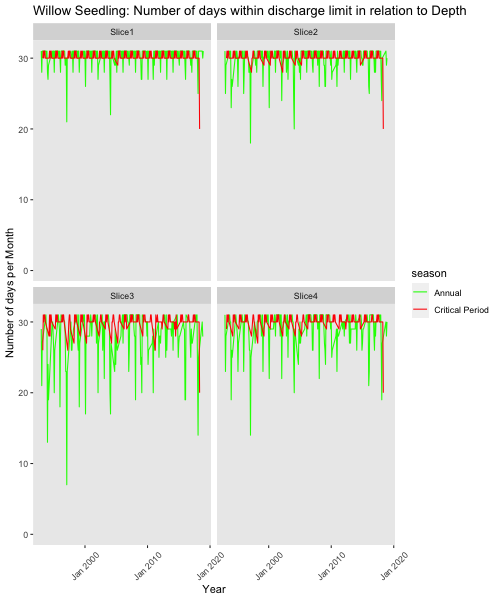 Willow Seedling: Number of days within discharge limit in relation to Depth
Slice1
Slice2
30
20
10
0
Slice3
Slice4
30
20
10
0
Number of days per Month
Jan 2000
Jan 2010
Jan 2020
Jan 2000
Jan 2010
Jan 2020
Year
season
Annual
Critical Period